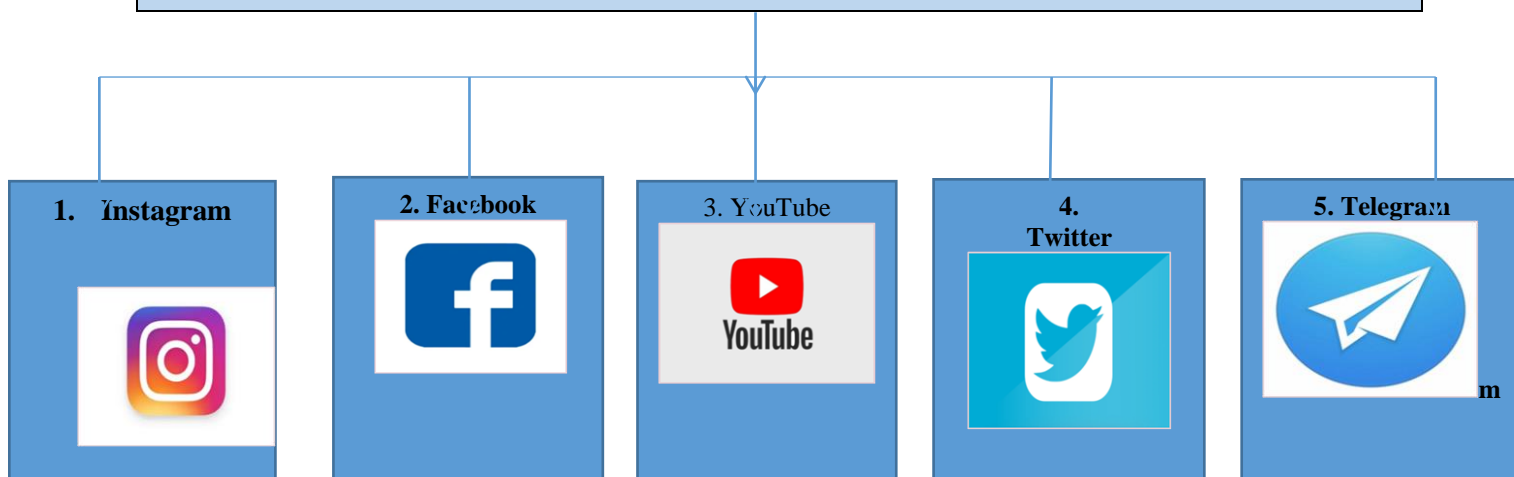 1. Instagram
2. Facebook
3. YouTube
YouTube
4.
Twitter
5. Telegram
m